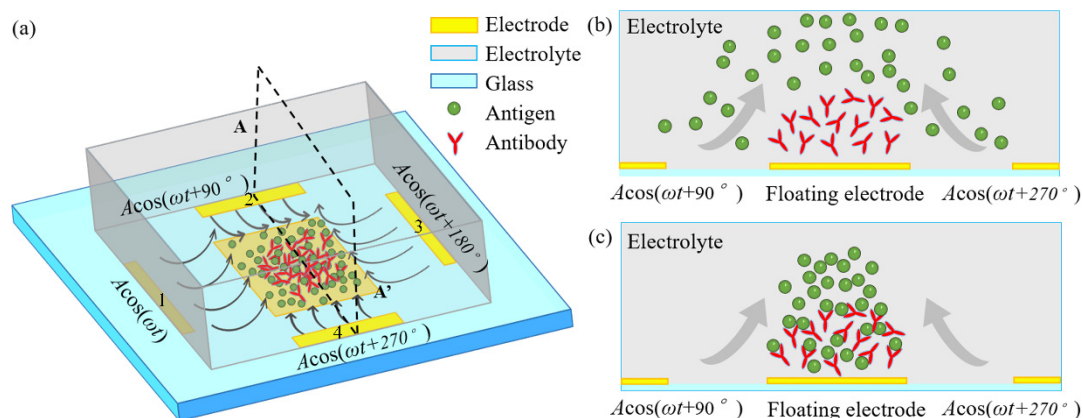 (a)
Electrode
Electrolyte
Glass
Antigen
Antibody
A
Acos(ωt+90°)
2
Acos(ωt+180°)
3
1
Acos(ωt)
A'
4
Acos(ωt+270°)
(b)
Electrolyte
Acos(ωt+90°) Floating electrode Acos(ωt+270°)
(c)
Electrolyte
Acos(ωt+90°) Floating electrode Acos(ωt+270°)